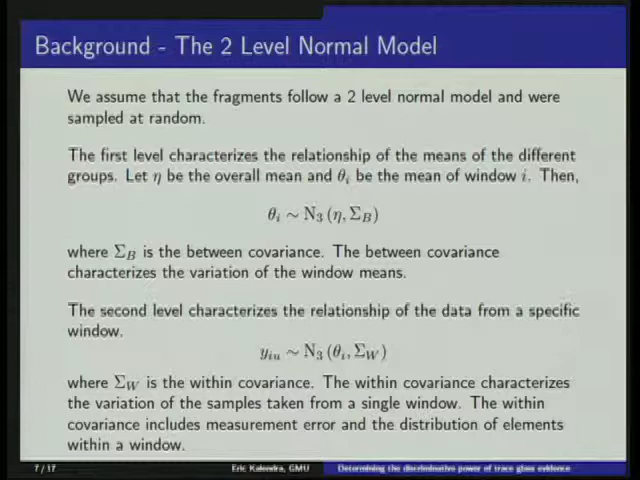 Background - The 2 Level Normal Model
We assume that the fragments follow a 2 level normal model and were
sampled at random.
The first level characterizes the relationship of the means of the different
groups. Let η be the overall mean and θᵢ be the mean of window i. Then,
θᵢ ∼ N₃ (η, Σ_B)
where Σ_B is the between covariance. The between covariance
characterizes the variation of the window means.
The second level characterizes the relationship of the data from a specific
window.
y_iu ∼ N₃ (θᵢ, Σ_W)
where Σ_W is the within covariance. The within covariance characterizes
the variation of the samples taken from a single window. The within
covariance includes measurement error and the distribution of elements
within a window.
7 / 17 Eric Kalendra, GMU Determining the discriminative power of trace glass evidence